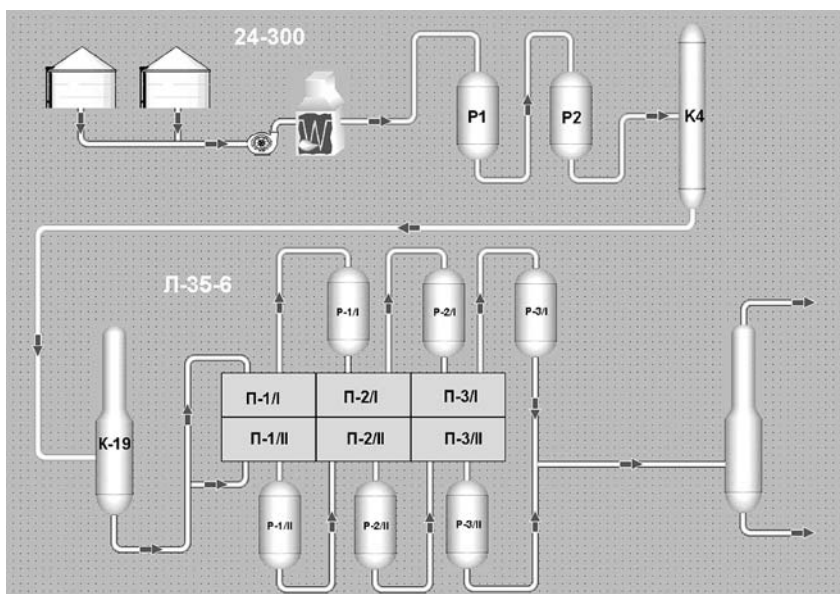 24-300
P1
P2
K4
Л-35-6
P-1/I
P-2/I
P-3/I
П-1/I
П-2/I
П-3/I
К-19
П-1/II
П-2/II
П-3/II
P-1/II
P-2/II
P-3/II